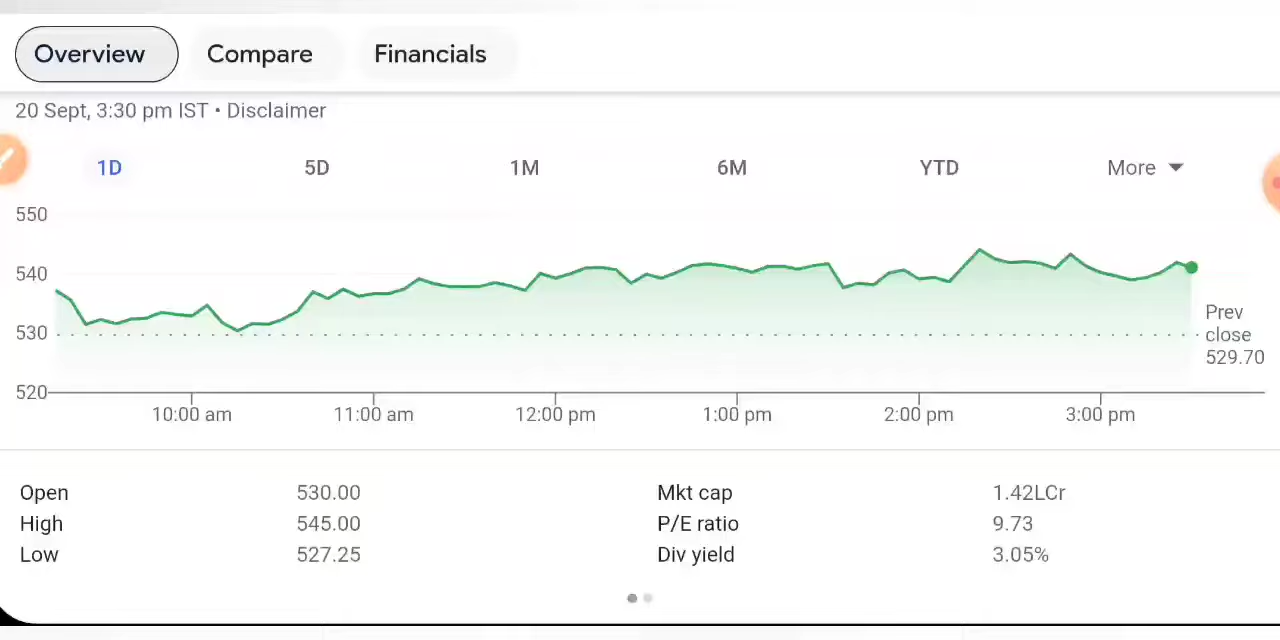 Overview Compare Financials
20 Sept, 3:30 pm IST • Disclaimer
1D 5D 1M 6M YTD More
550
540
530
520
Prev
close
529.70
10:00 am 11:00 am 12:00 pm 1:00 pm 2:00 pm 3:00 pm
Open 530.00 Mkt cap 1.42LCr
High 545.00 P/E ratio 9.73
Low 527.25 Div yield 3.05%